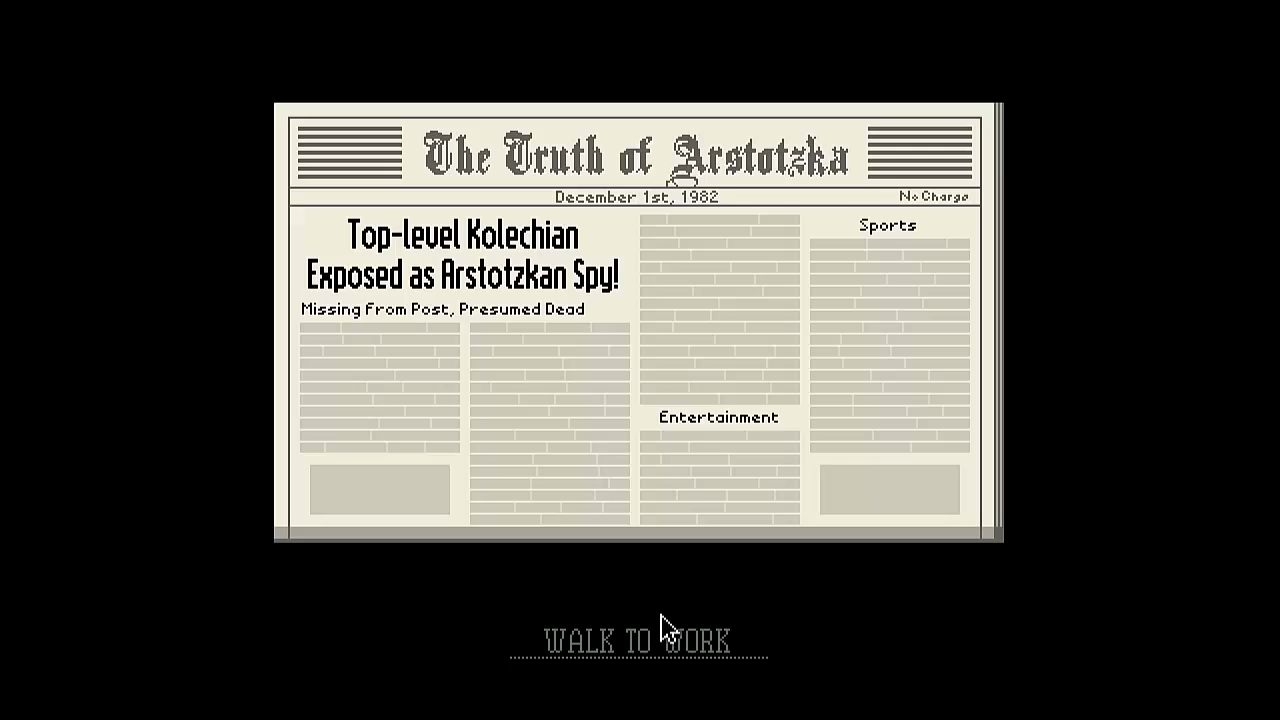 The Truth of Arstotzka
December 1st, 1982
No Charge
Top-level Kolechian
Exposed as Arstotzkan Spy!
Missing From Post, Presumed Dead
Entertainment
Sports
WALK TO WORK